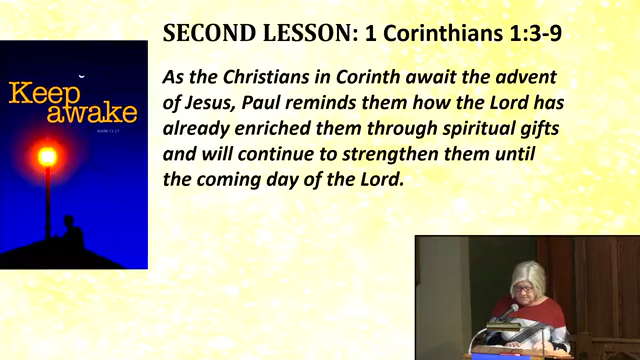 SECOND LESSON: 1 Corinthians 1:3-9
As the Christians in Corinth await the advent
of Jesus, Paul reminds them how the Lord has
already enriched them through spiritual gifts
and will continue to strengthen them until
the coming day of the Lord.
Keep
awake